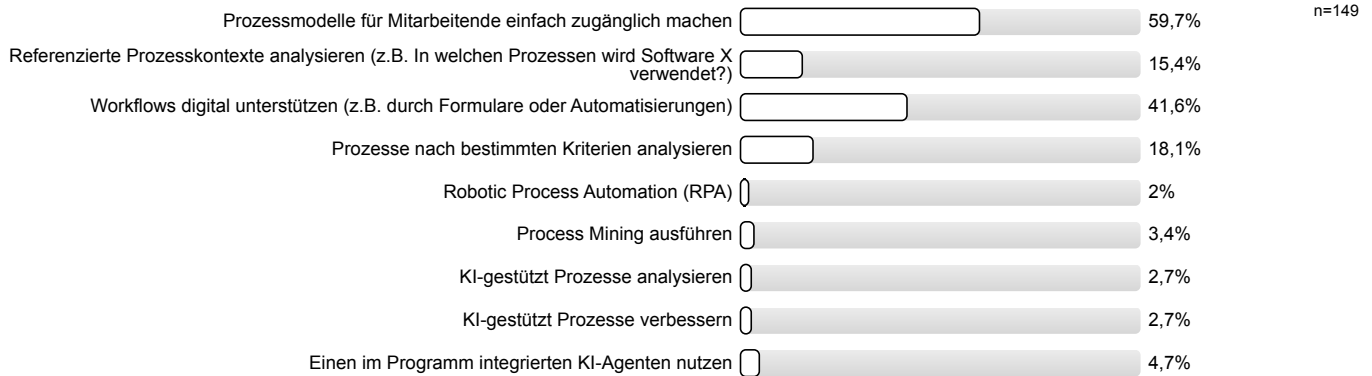 Prozessmodelle für Mitarbeitende einfach zugänglich machen 59,7% n=149
Referenzierte Prozesskontexte analysieren (z.B. In welchen Prozessen wird Software X
verwendet?) 15,4%
Workflows digital unterstützen (z.B. durch Formulare oder Automatisierungen) 41,6%
Prozesse nach bestimmten Kriterien analysieren 18,1%
Robotic Process Automation (RPA) 2%
Process Mining ausführen 3,4%
KI-gestützt Prozesse analysieren 2,7%
KI-gestützt Prozesse verbessern 2,7%
Einen im Programm integrierten KI-Agenten nutzen 4,7%